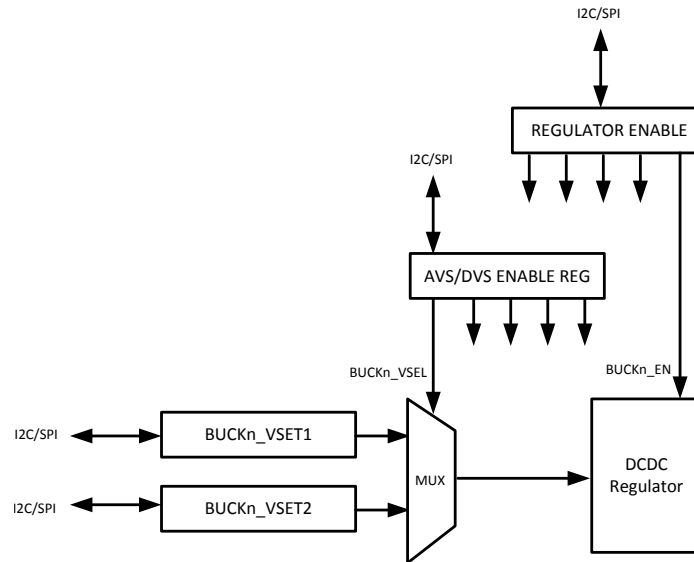 I2C/SPI
REGULATOR ENABLE
I2C/SPI
AVS/DVS ENABLE REG
BUCKn_VSEL
BUCKn_EN
I2C/SPI
BUCKn_VSET1
MUX
DCDC
Regulator
I2C/SPI
BUCKn_VSET2